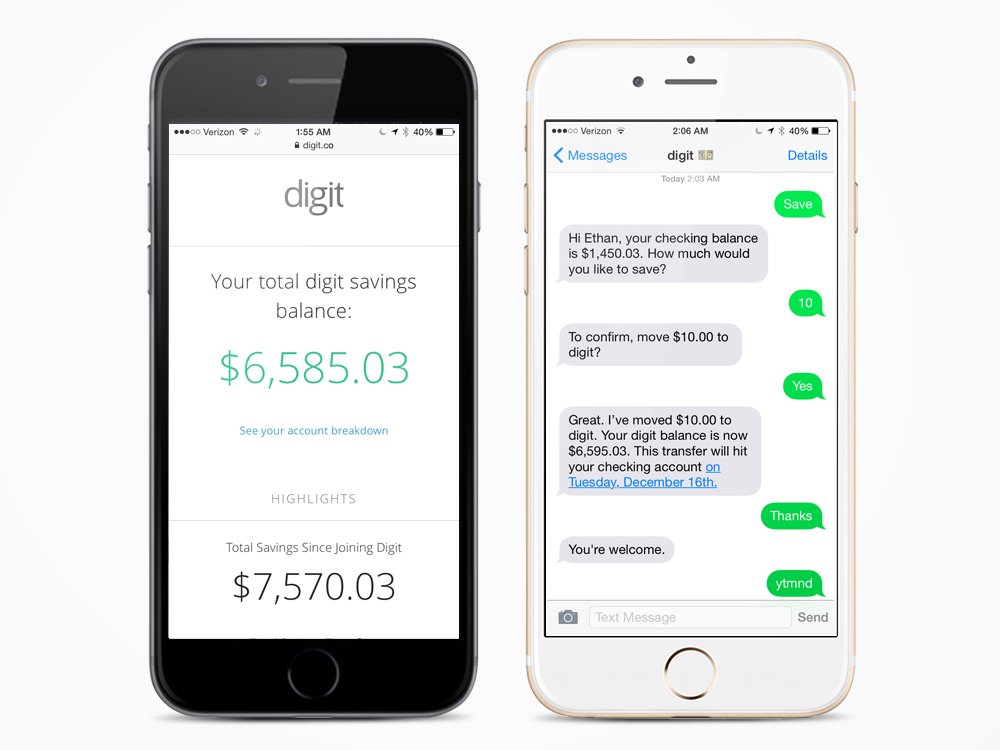 Verizon 1:55 AM 40%
digit.co
digit
Your total digit savings
balance:
$6,585.03
See your account breakdown
HIGHLIGHTS
Total Savings Since Joining Digit
$7,570.03
Verizon 2:06 AM 40%
Messages digit Details
Today 2:03 AM
Save
Hi Ethan, your checking balance
is $1,450.03. How much would
you like to save?
10
To confirm, move $10.00 to
digit?
Yes
Great. I've moved $10.00 to
digit. Your digit balance is now
$6,595.03. This transfer will hit
your checking account on
Tuesday, December 16th.
Thanks
You're welcome.
ytmnd
Text Message Send